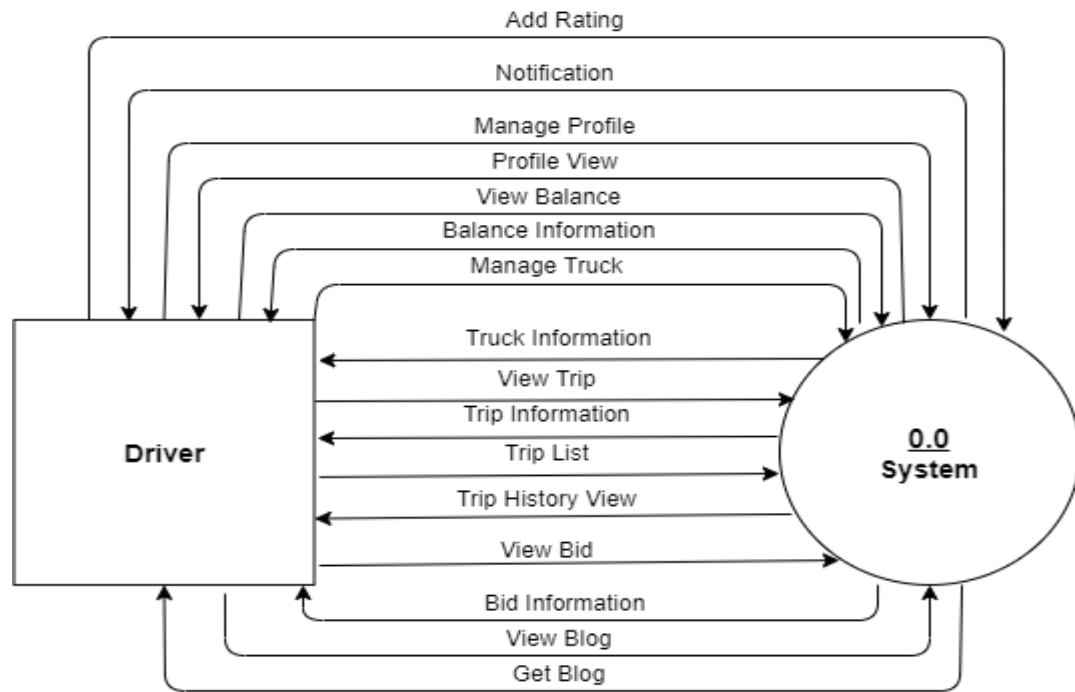 Add Rating
Notification
Manage Profile
Profile View
View Balance
Balance Information
Manage Truck
Truck Information
View Trip
Trip Information
Driver
Trip List
0.0
System
Trip History View
View Bid
Bid Information
View Blog
Get Blog